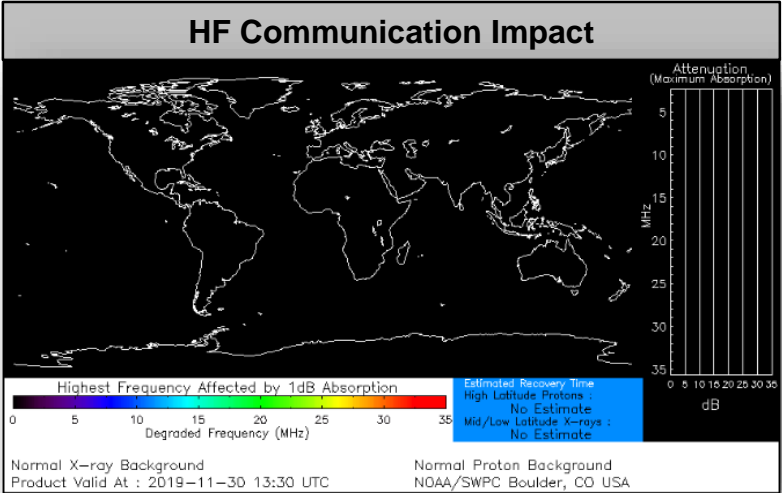 HF Communication Impact
Attenuation
(Maximum Absorption)
5
10
15
20
25
30
35
MHz
0 5 10 15 20 25 30 35
dB
Highest Frequency Affected by 1dB Absorption
0 5 10 15 20 25 30 35
Degraded Frequency (MHz)
Estimated Recovery Time
High Latitude Protons :
No Estimate
Mid/Low Latitude X-rays :
No Estimate
Normal X-ray Background
Product Valid At : 2019-11-30 13:30 UTC
Normal Proton Background
NOAA/SWPC Boulder, CO USA